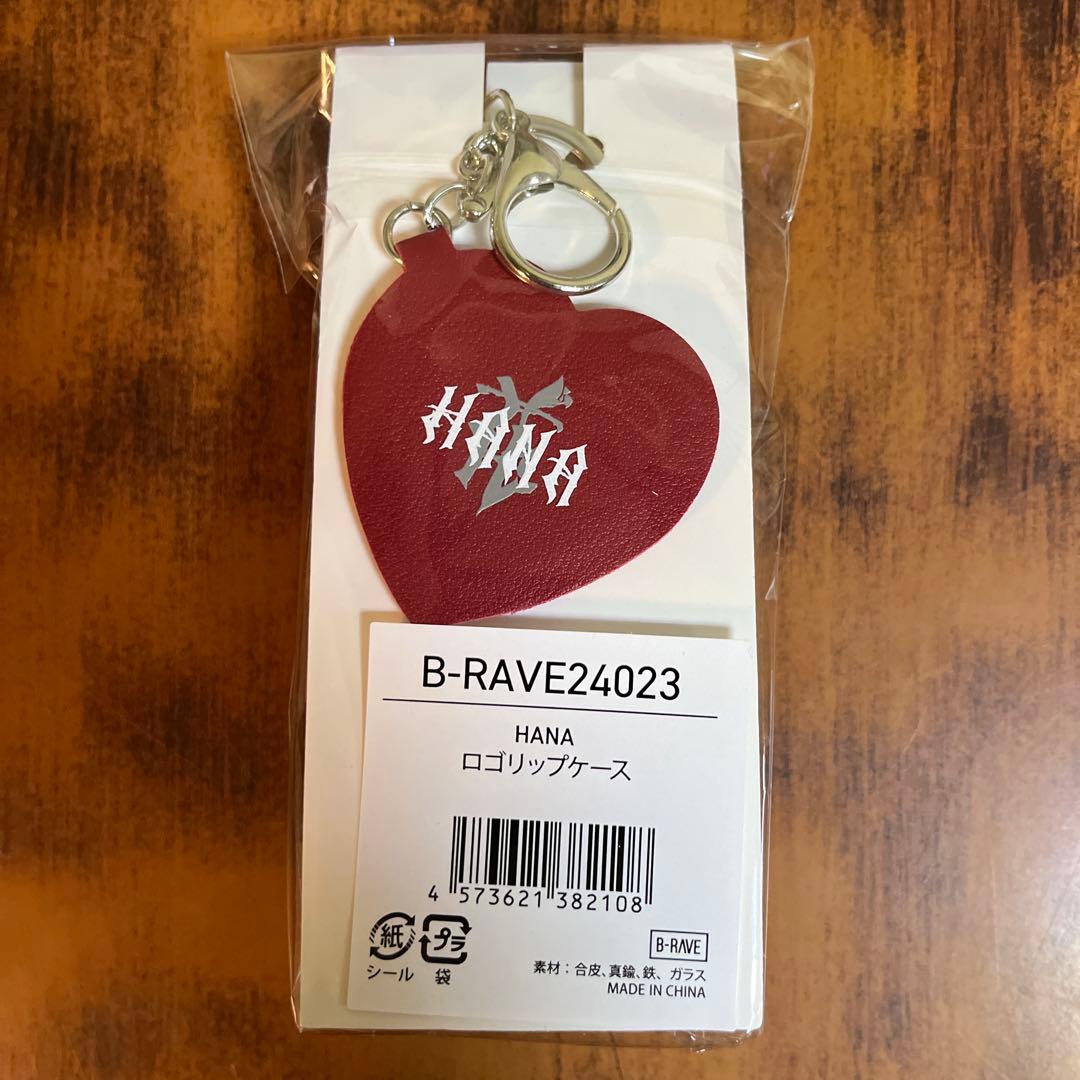 HANA
B-RAVE24023
HANA
ロゴリップケース
4 573621 382108
紙 プラ
シール 袋
B-RAVE
素材：合皮、真鍮、鉄、ガラス
MADE IN CHINA